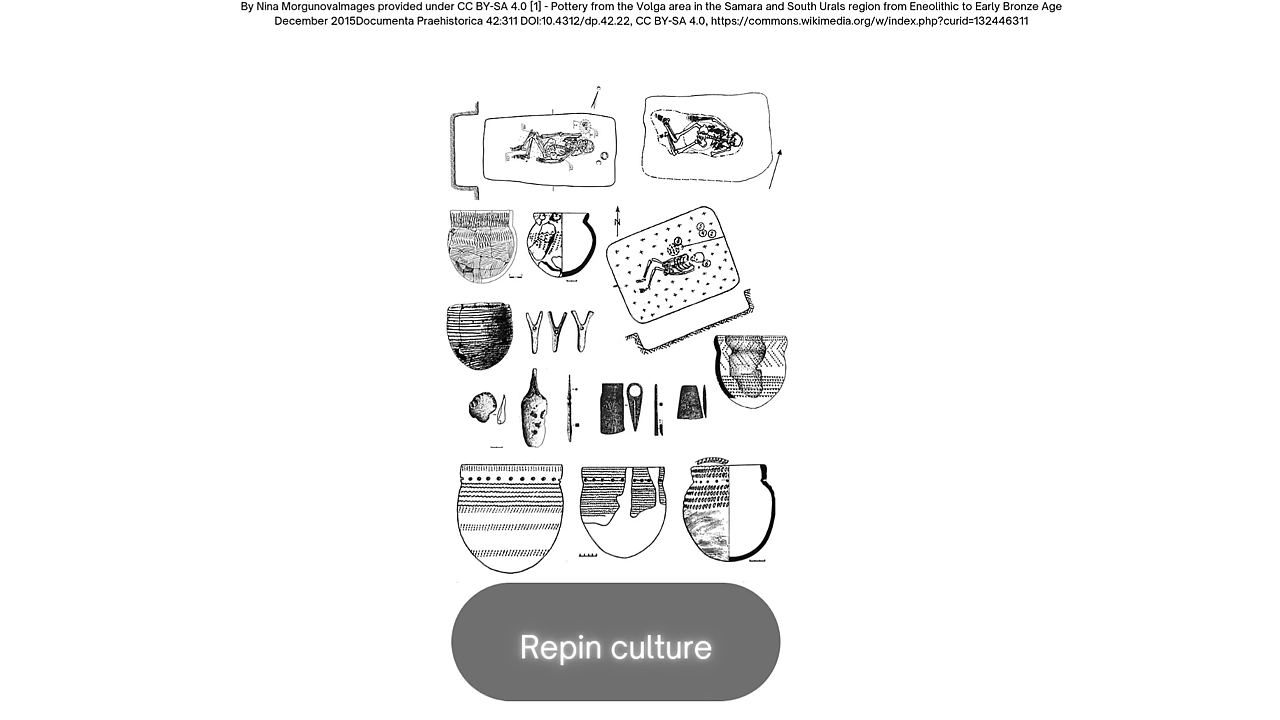 By Nina MorgunovaImages provided under CC BY-SA 4.0 [1] - Pottery from the Volga area in the Samara and South Urals region from Eneolithic to Early Bronze Age
December 2015Documenta Praehistorica 42:311 DOI:10.4312/dp.42.22, CC BY-SA 4.0, https://commons.wikimedia.org/w/index.php?curid=132446311
N
Repin culture